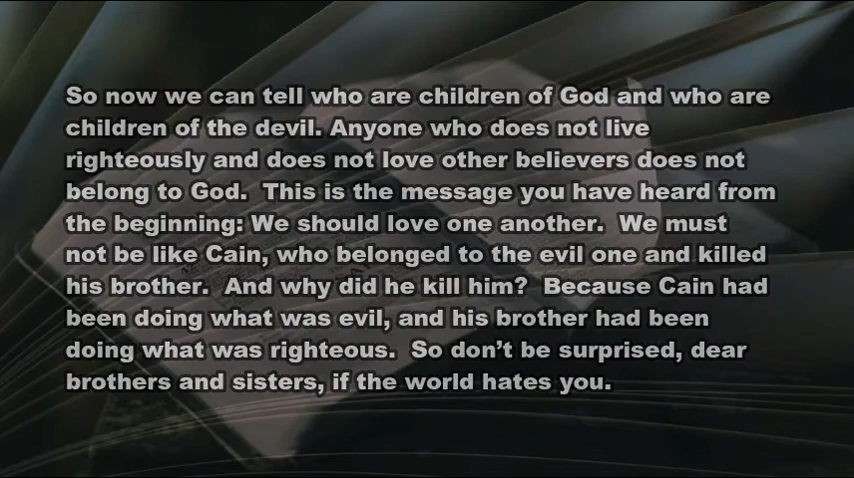 So now we can tell who are children of God and who are
children of the devil. Anyone who does not live
righteously and does not love other believers does not
belong to God.  This is the message you have heard from
the beginning: We should love one another.  We must
not be like Cain, who belonged to the evil one and killed
his brother.  And why did he kill him?  Because Cain had
been doing what was evil, and his brother had been
doing what was righteous.  So don’t be surprised, dear
brothers and sisters, if the world hates you.